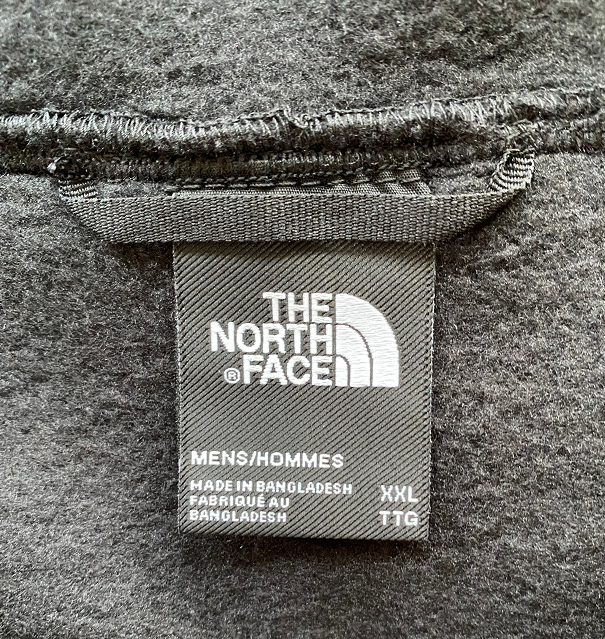 THE
NORTH
® FACE
MENS/HOMMES
MADE IN BANGLADESH
FABRIQUÉ AU
BANGLADESH
XXL
TTG